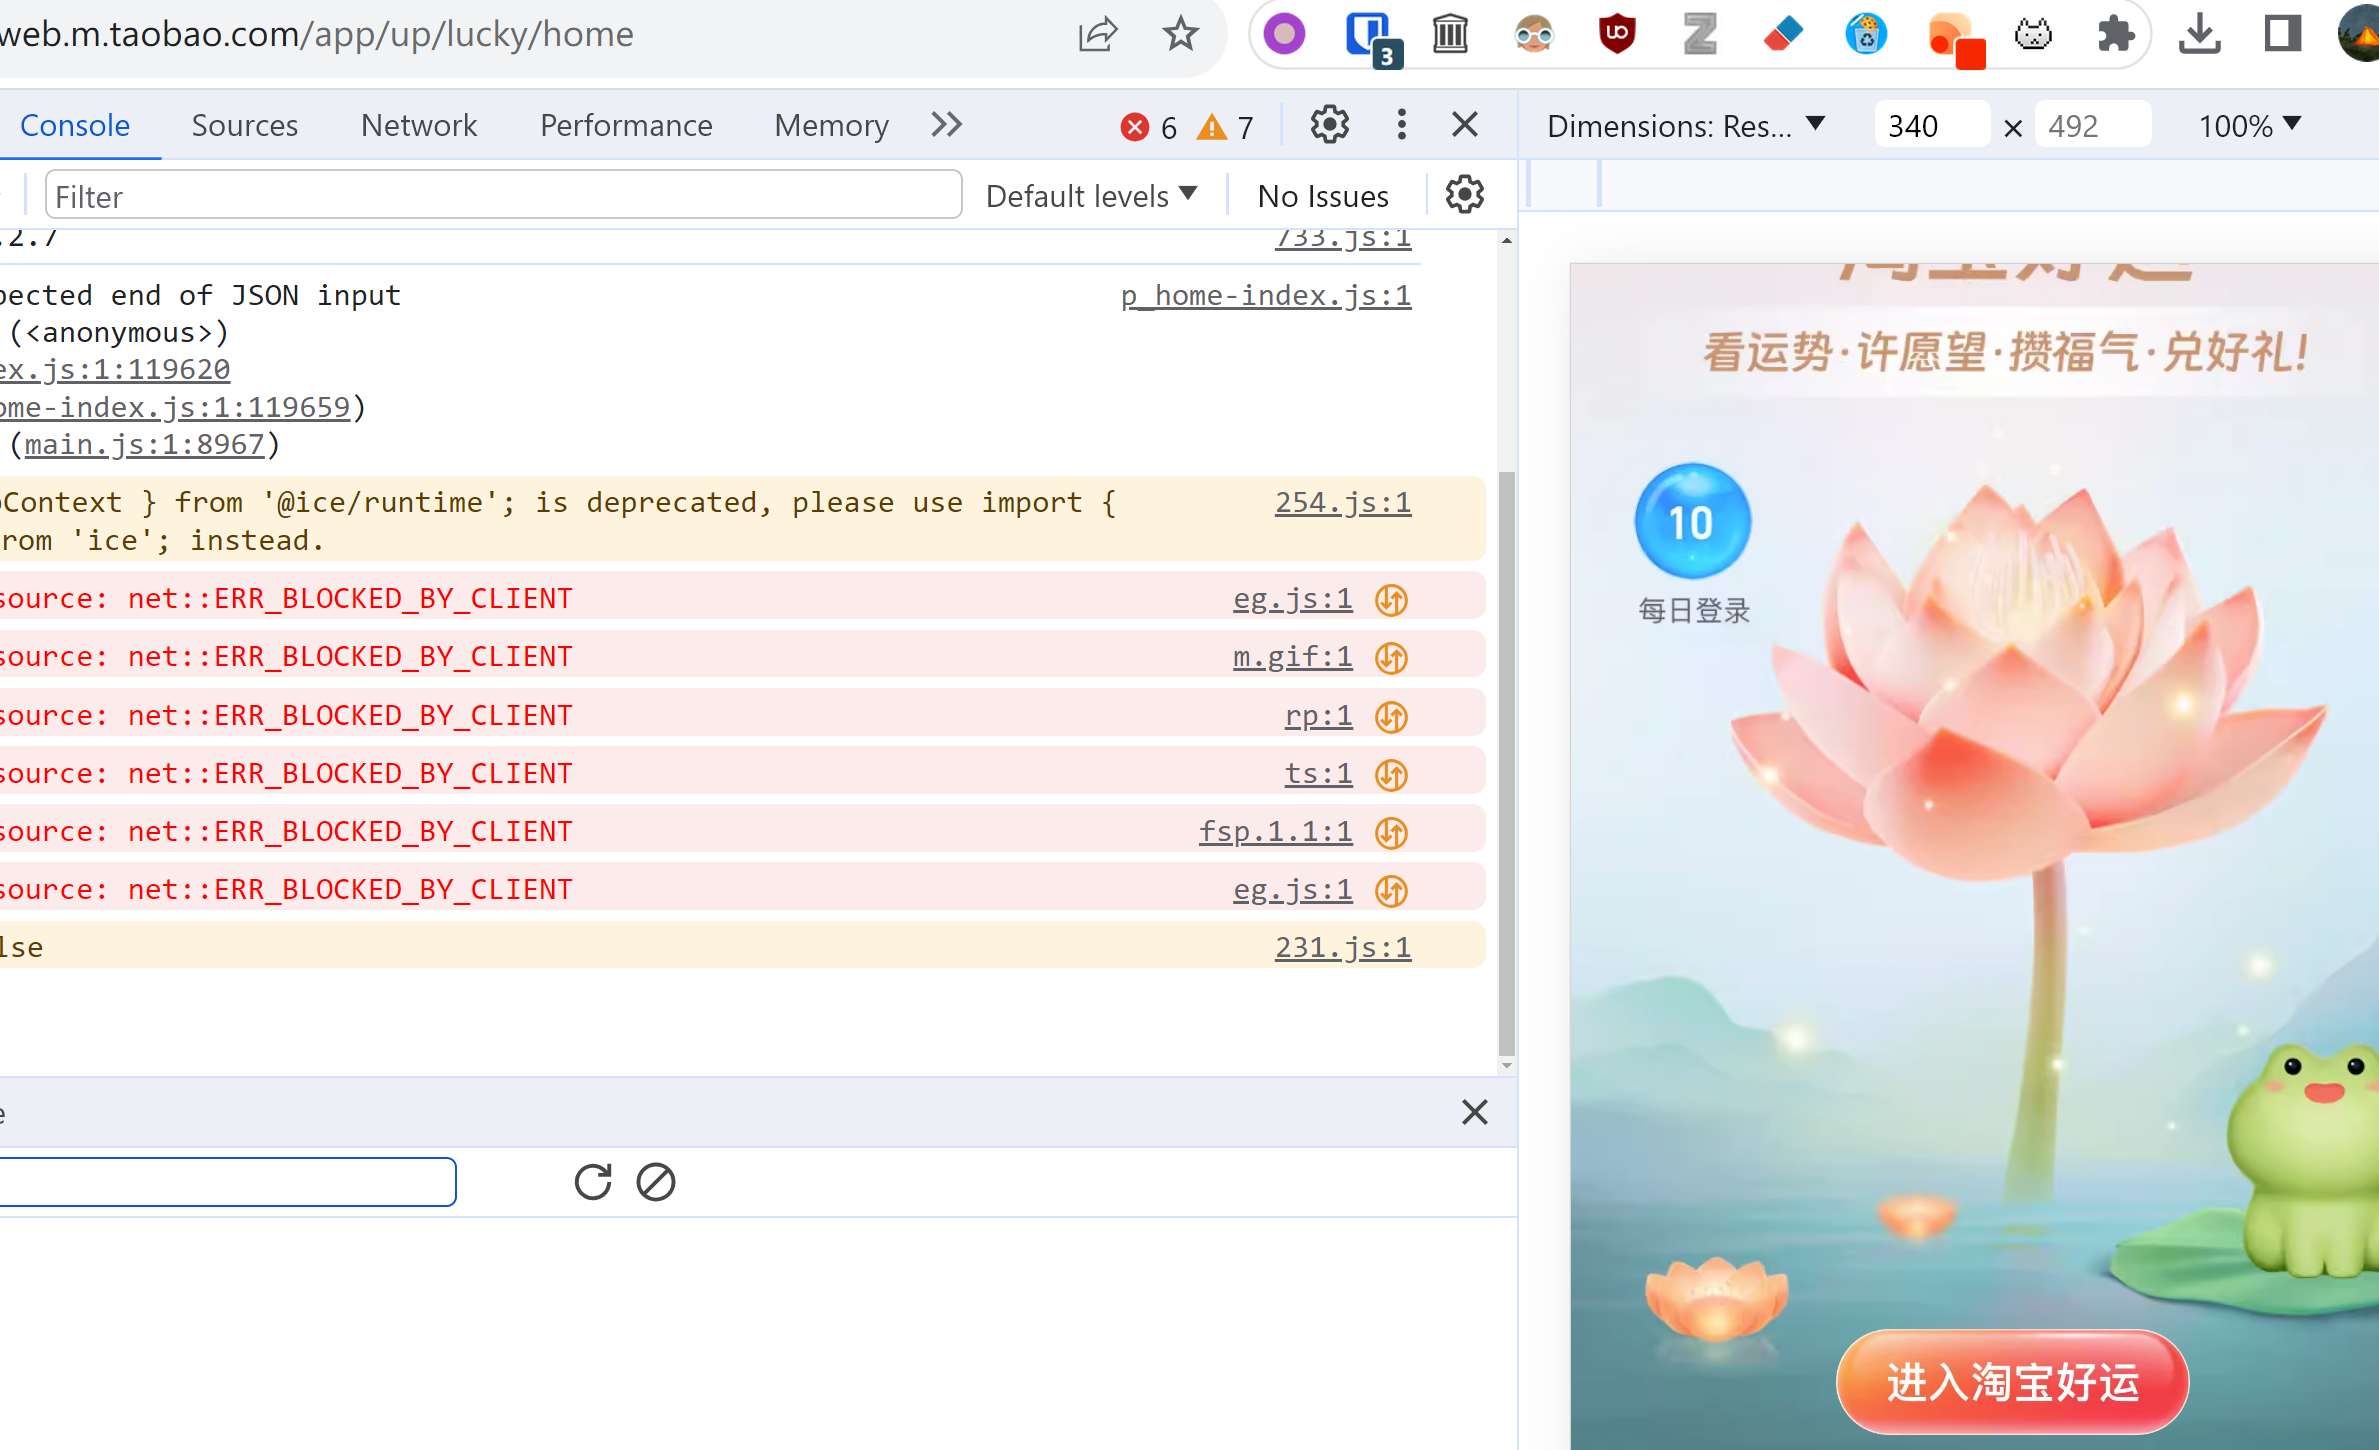 web.m.taobao.com/app/up/lucky/home
3
Console Sources Network Performance Memory
6 7
Dimensions: Res... 340 × 492 100%
Filter
Default levels
No Issues
.2.7 733.js:1
pected end of JSON input p_home-index.js:1
(<anonymous>)
ex.js:1:119620
ome-index.js:1:119659)
(main.js:1:8967)
oContext } from '@ice/runtime'; is deprecated, please use import { 254.js:1
rom 'ice'; instead.
source: net::ERR_BLOCKED_BY_CLIENT eg.js:1
source: net::ERR_BLOCKED_BY_CLIENT m.gif:1
source: net::ERR_BLOCKED_BY_CLIENT rp:1
source: net::ERR_BLOCKED_BY_CLIENT ts:1
source: net::ERR_BLOCKED_BY_CLIENT fsp.1.1:1
source: net::ERR_BLOCKED_BY_CLIENT eg.js:1
lse 231.js:1
e
看运势·许愿望·攒福气·兑好礼!
10
每日登录
进入淘宝好运